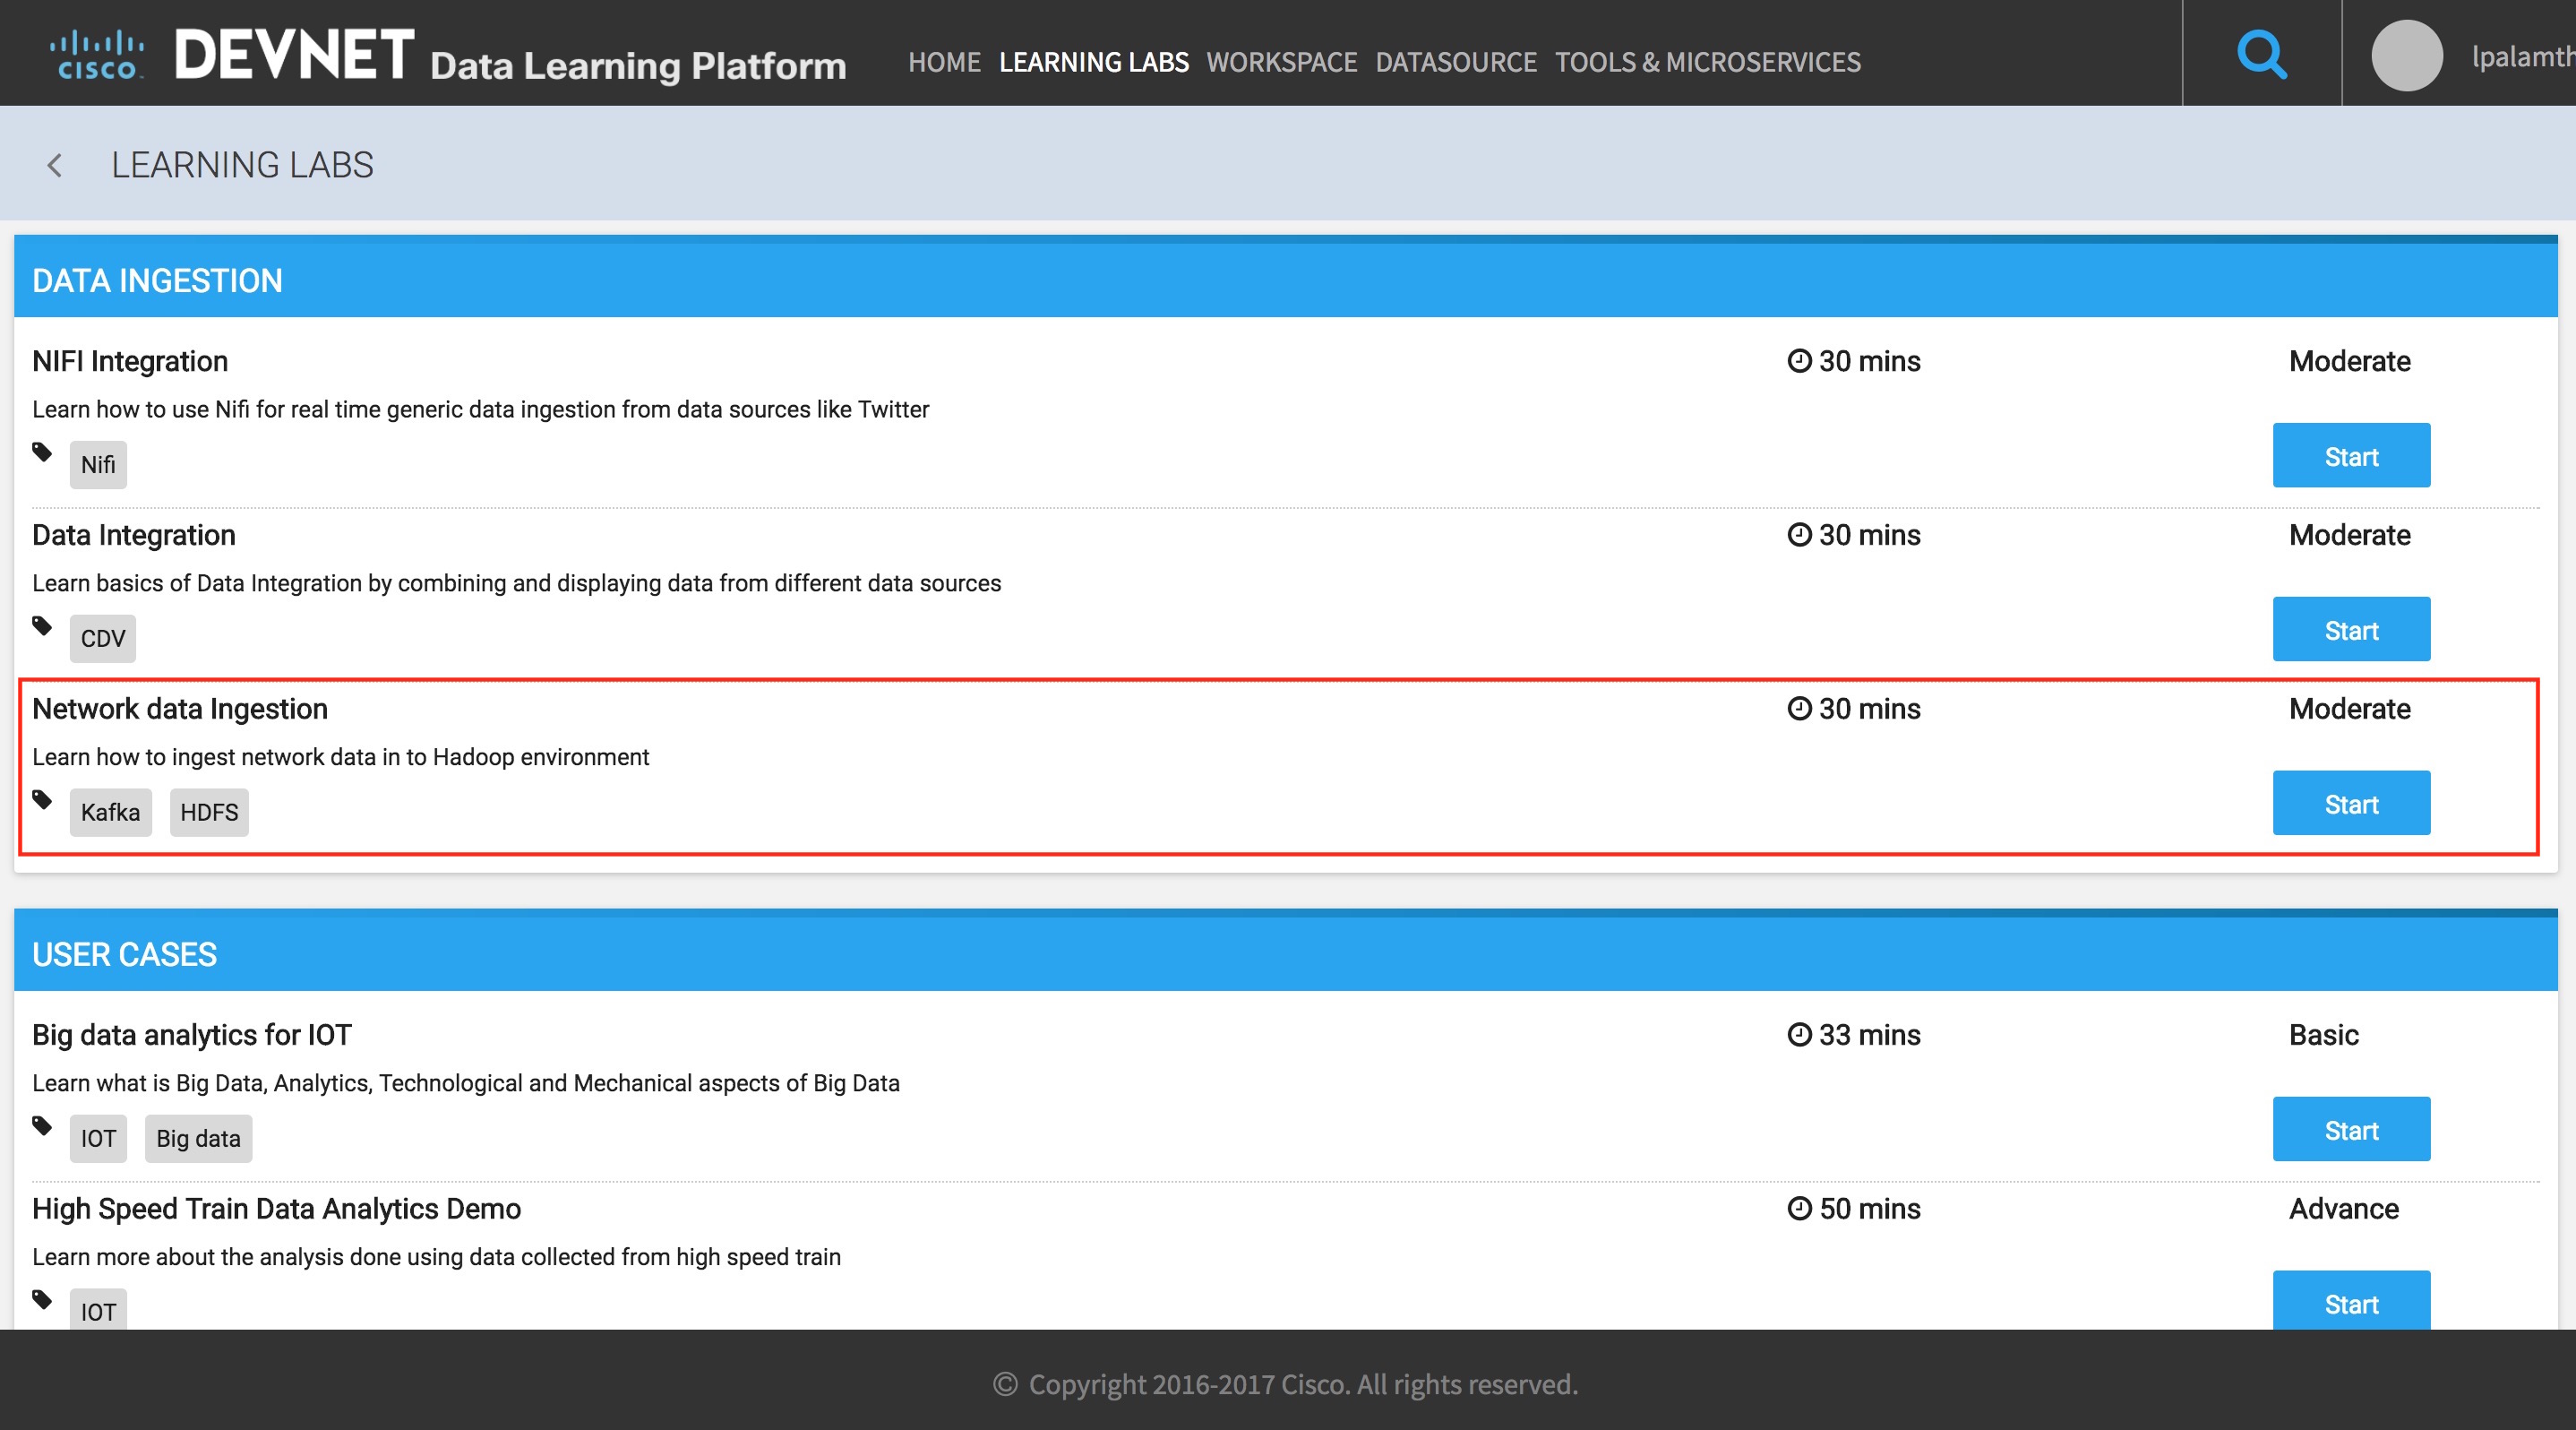 CISCO DEVNET Data Learning Platform HOME LEARNING LABS WORKSPACE DATASOURCE TOOLS & MICROSERVICES lpalamth
LEARNING LABS
DATA INGESTION
NIFI Integration 30 mins Moderate
Learn how to use Nifi for real time generic data ingestion from data sources like Twitter
Nifi Start
Data Integration 30 mins Moderate
Learn basics of Data Integration by combining and displaying data from different data sources
CDV Start
Network data Ingestion 30 mins Moderate
Learn how to ingest network data in to Hadoop environment
Kafka HDFS Start
USER CASES
Big data analytics for IOT 33 mins Basic
Learn what is Big Data, Analytics, Technological and Mechanical aspects of Big Data
IOT Big data Start
High Speed Train Data Analytics Demo 50 mins Advance
Learn more about the analysis done using data collected from high speed train
IOT Start
© Copyright 2016-2017 Cisco. All rights reserved.